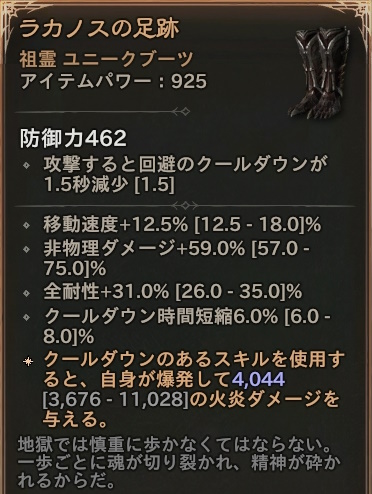 ラカノスの足跡
祖霊 ユニークブーツ
アイテムパワー：925
防御力462
攻撃すると回避のクールダウンが
1.5秒減少 [1.5]
移動速度+12.5% [12.5 - 18.0]%
非物理ダメージ+59.0% [57.0 -
75.0]%
全耐性+31.0% [26.0 - 35.0]%
クールダウン時間短縮6.0% [6.0 -
8.0]%
クールダウンのあるスキルを使用す
ると、自身が爆発して4,044
[3,676 - 11,028]の火炎ダメージを
与える。
地獄では慎重に歩かなくてはならない。
一歩ごとに魂が切り裂かれ、精神が砕か
れるからだ。